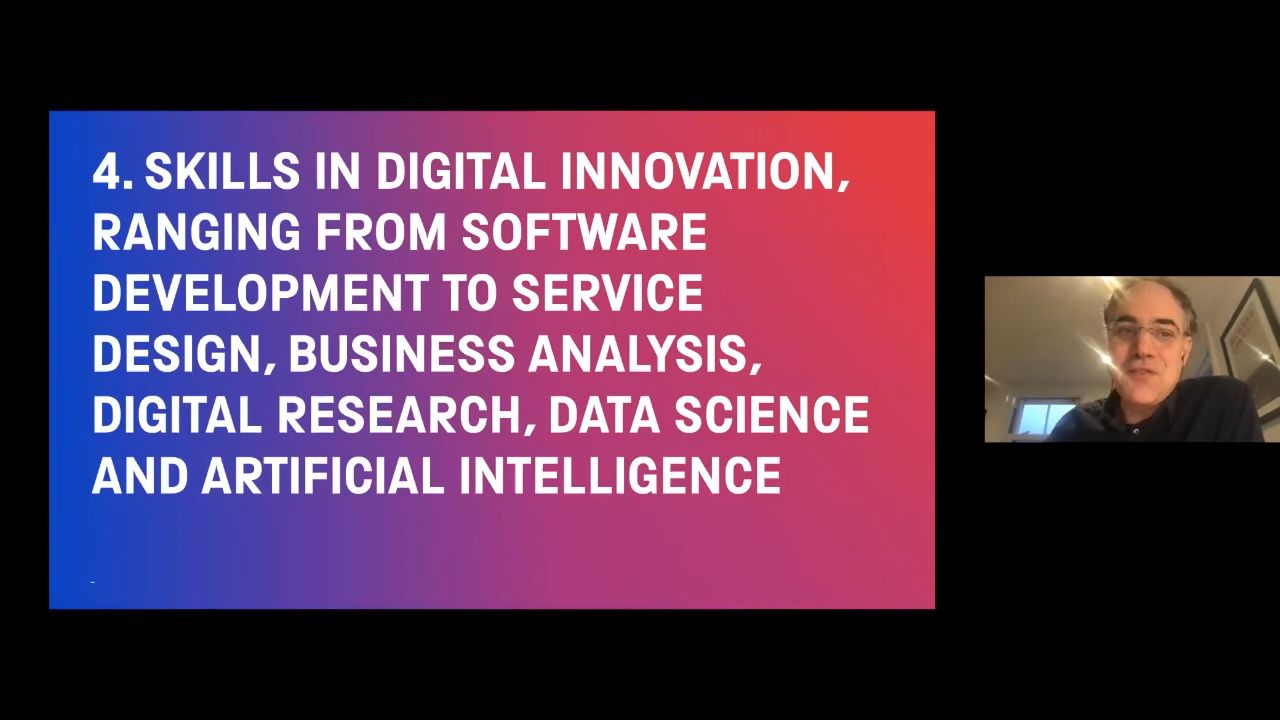 4. SKILLS IN DIGITAL INNOVATION,
RANGING FROM SOFTWARE
DEVELOPMENT TO SERVICE
DESIGN, BUSINESS ANALYSIS,
DIGITAL RESEARCH, DATA SCIENCE
AND ARTIFICIAL INTELLIGENCE
-